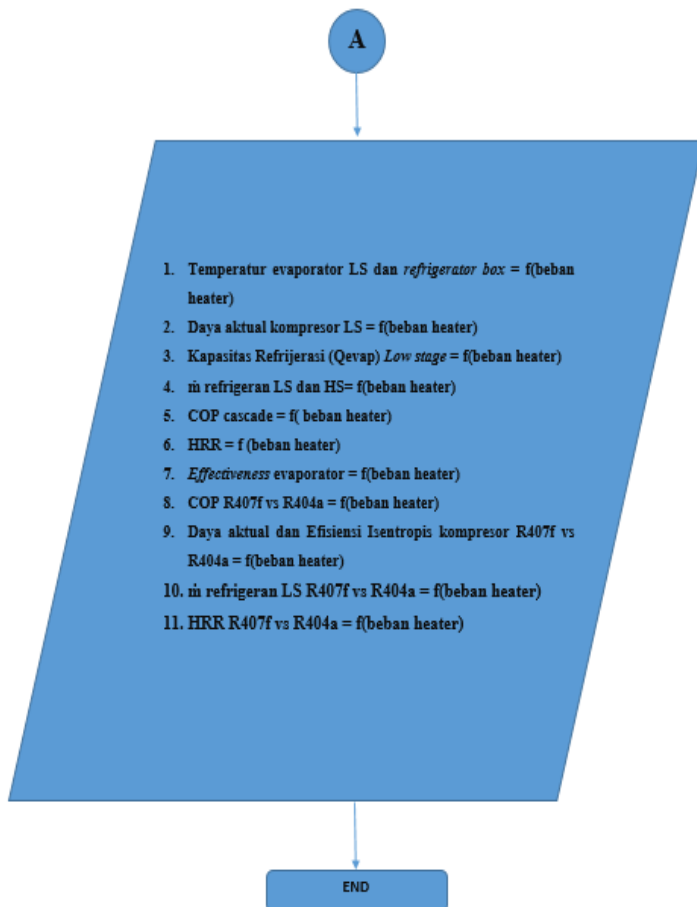 A
1. Temperatur evaporator LS dan refrigerator box = f(beban
heater)
2. Daya aktual kompresor LS = f(beban heater)
3. Kapasitas Refrijerasi (Qevap) Low stage = f(beban heater)
4. ṁ refrigeran LS dan HS= f(beban heater)
5. COP cascade = f( beban heater)
6. HRR = f (beban heater)
7. Effectiveness evaporator = f(beban heater)
8. COP R407f vs R404a = f(beban heater)
9. Daya aktual dan Efisiensi Isentropis kompresor R407f vs
R404a = f(beban heater)
10. ṁ refrigeran LS R407f vs R404a = f(beban heater)
11. HRR R407f vs R404a = f(beban heater)
END